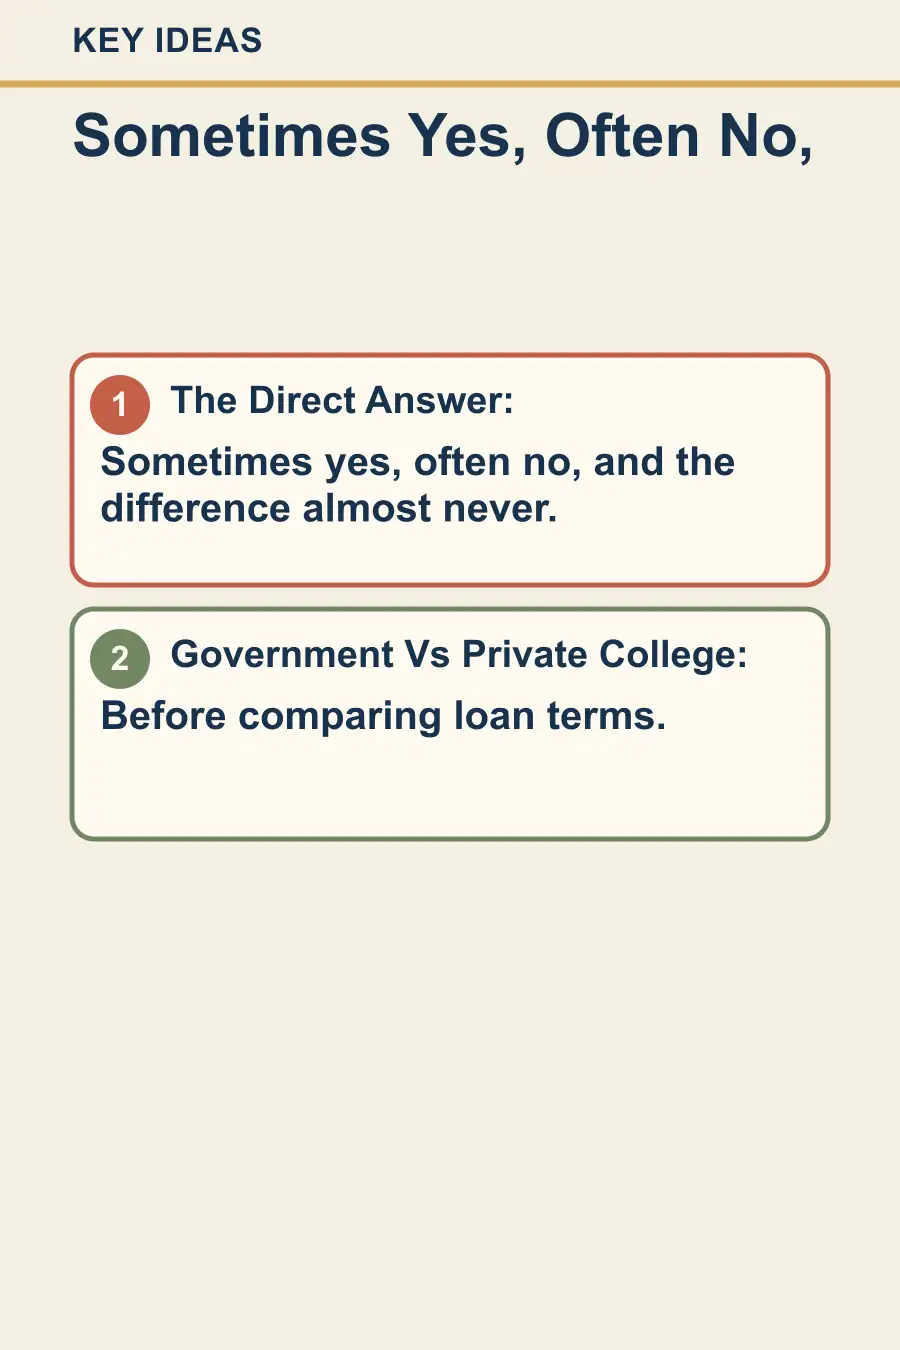 KEY IDEAS
Sometimes Yes, Often No,
1 The Direct Answer:
Sometimes yes, often no, and the
difference almost never.
2 Government Vs Private College:
Before comparing loan terms.